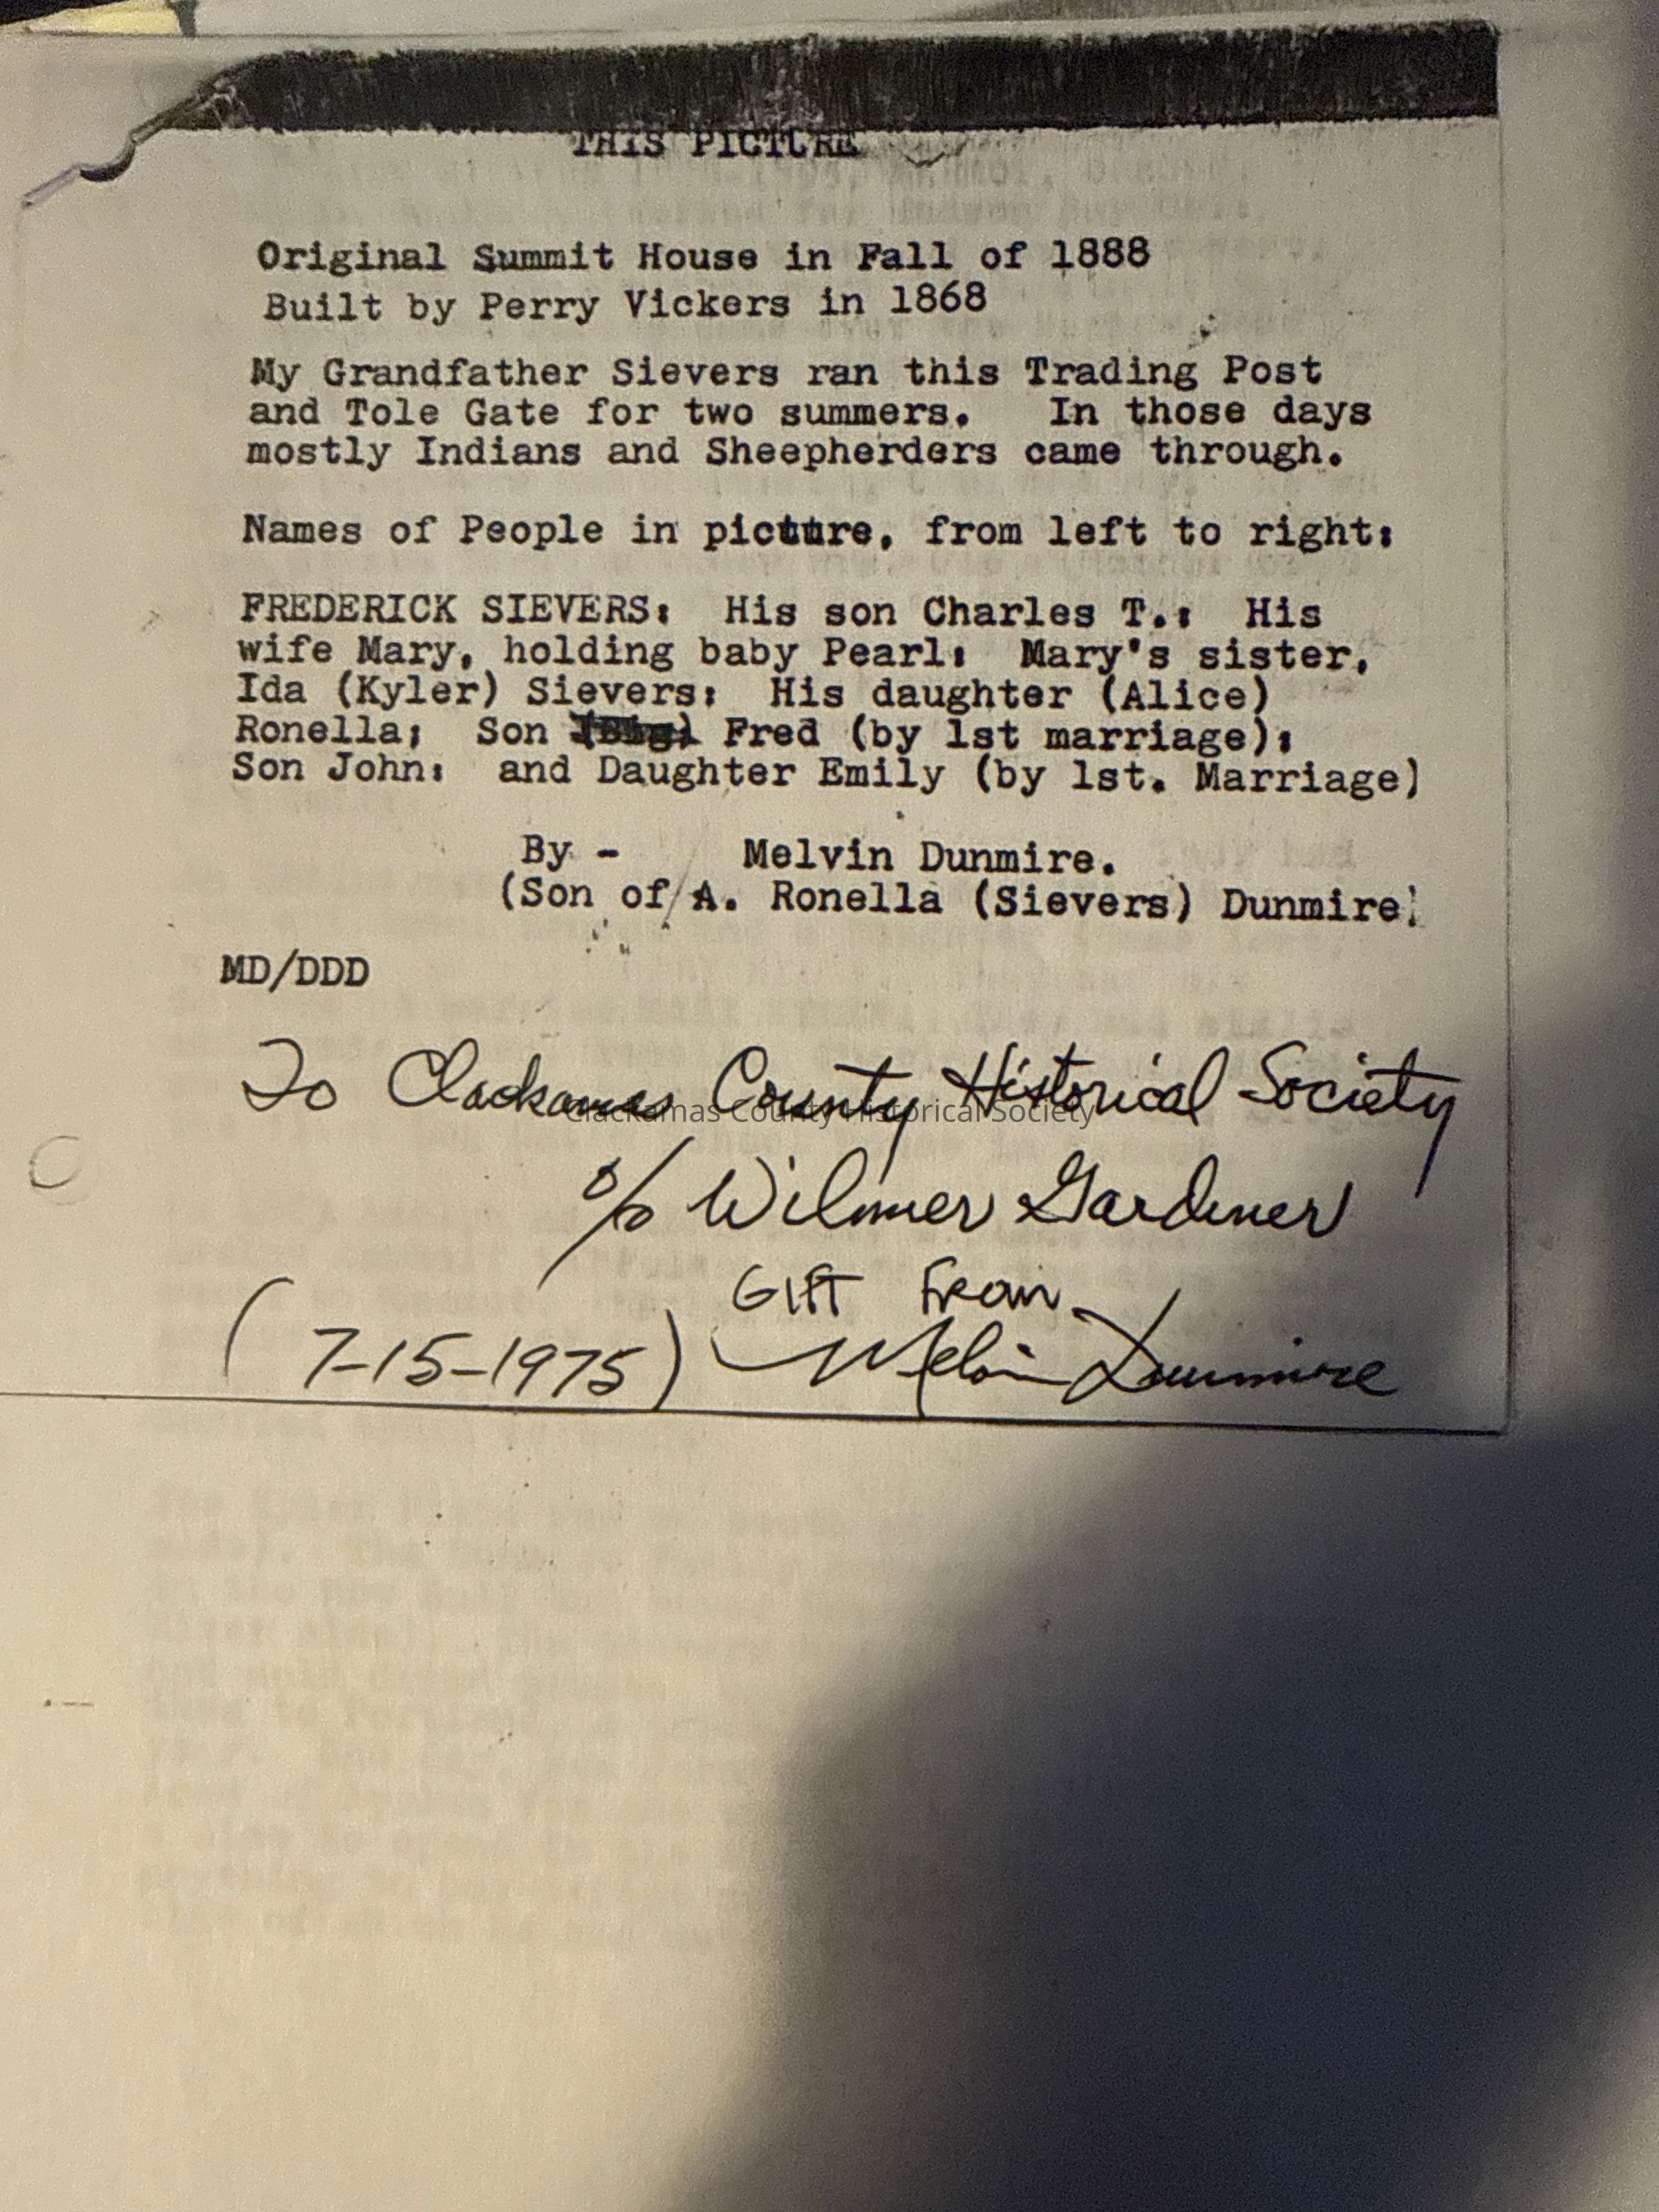 THIS PICTURE
Original Summit House in Fall of 1888
Built by Perry Vickers in 1868
My Grandfather Sievers ran this Trading Post
and Tole Gate for two summers. In those days
mostly Indians and Sheepherders came through.
Names of People in picture, from left to right:
FREDERICK SIEVERS: His son Charles T.: His
wife Mary, holding baby Pearl: Mary's sister,
Ida (Kyler) Sievers: His daughter (Alice)
Ronella; Son Fred (by 1st marriage):
Son John: and Daughter Emily (by 1st. Marriage)
By - Melvin Dunmire.
(Son of A. Ronella (Sievers) Dunmire)
MD/DDD
To Clackamas County Historical Society
Clackamas County Historical Society
c/o Wilmer Gardner
GIFT From
(7-15-1975) Melvin Dunmire